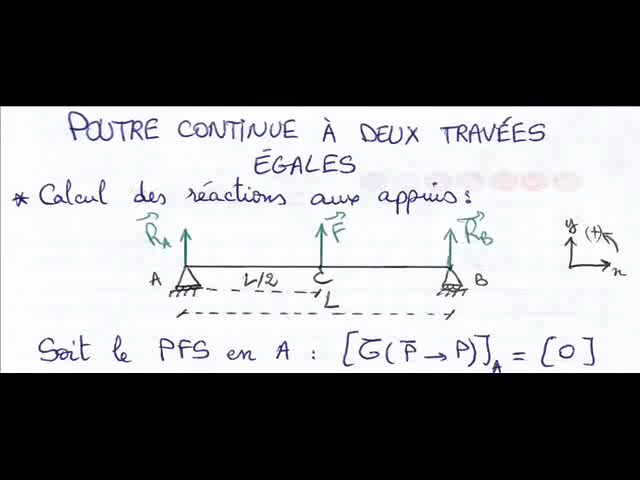 POUTRE CONTINUE À DEUX TRAVÉES
ÉGALES
* Calcul des réactions aux appuis :
R_A F R_B y (+)
A L/2 C B x
L
Soit le PFS en A : [G(P̅→P)]_A = [0]